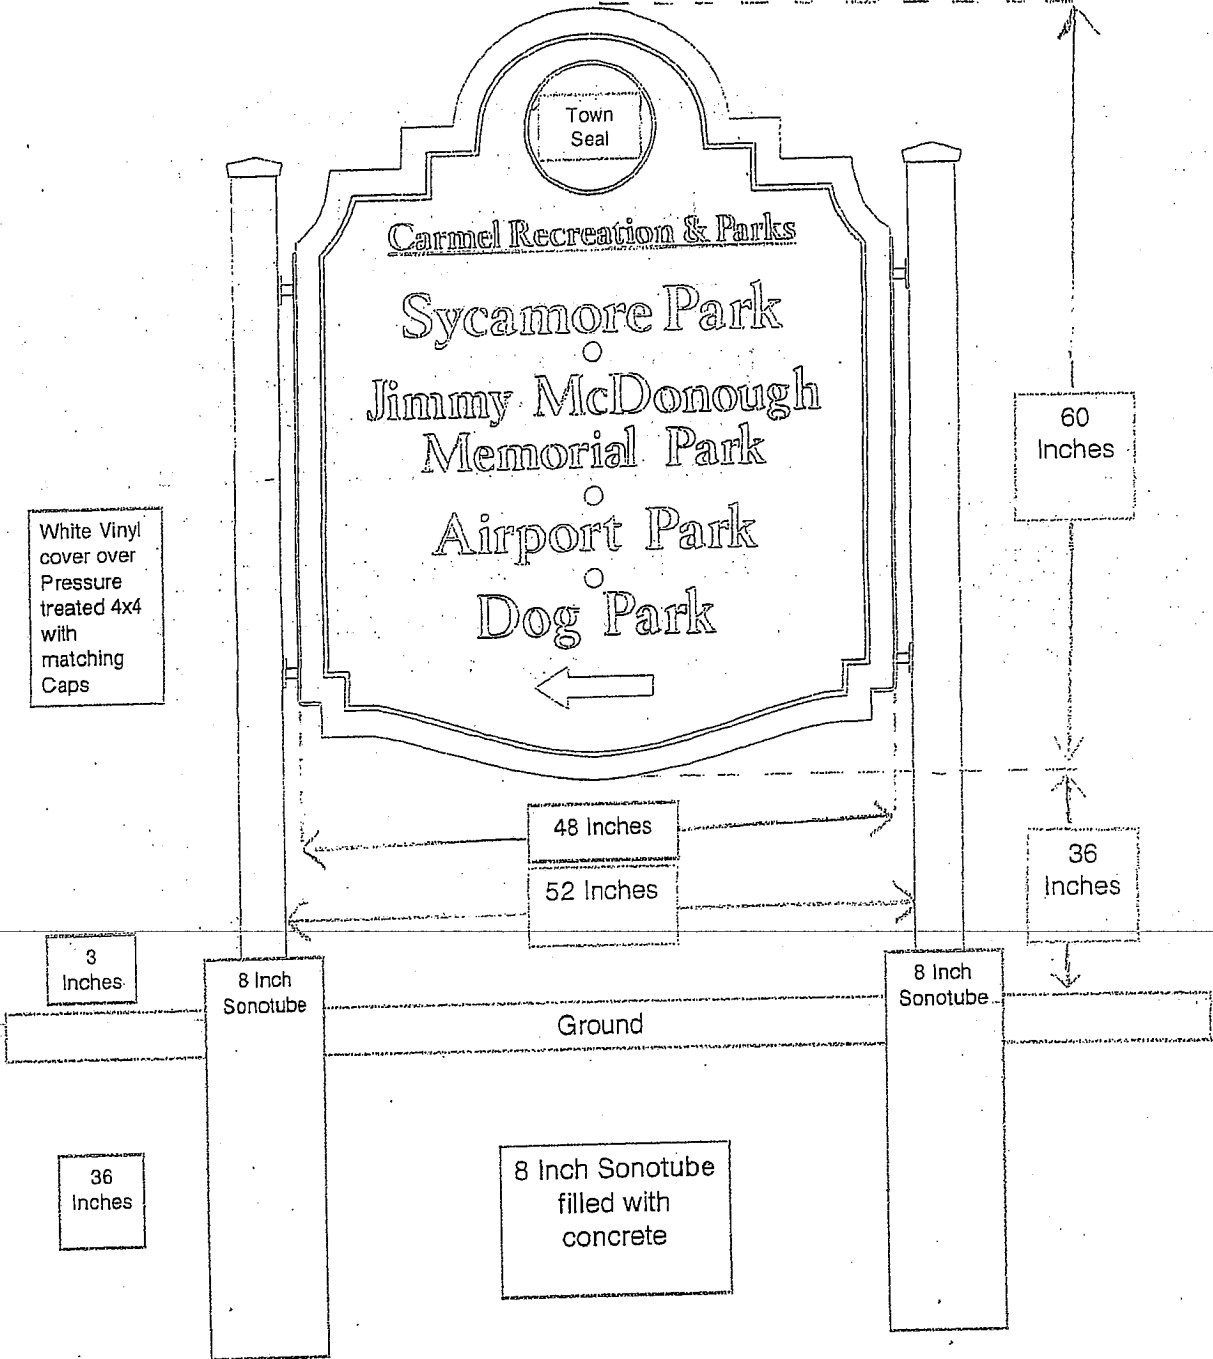 Town
Seal
Carmel Recreation & Parks
Sycamore Park
Jimmy McDonough
Memorial Park
Airport Park
Dog Park
60
Inches
White Vinyl
cover over
Pressure
treated 4x4
with
matching
Caps
48 Inches
52 Inches
36
Inches
3
Inches
8 Inch
Sonotube
8 Inch
Sonotube
Ground
36
Inches
8 Inch Sonotube
filled with
concrete